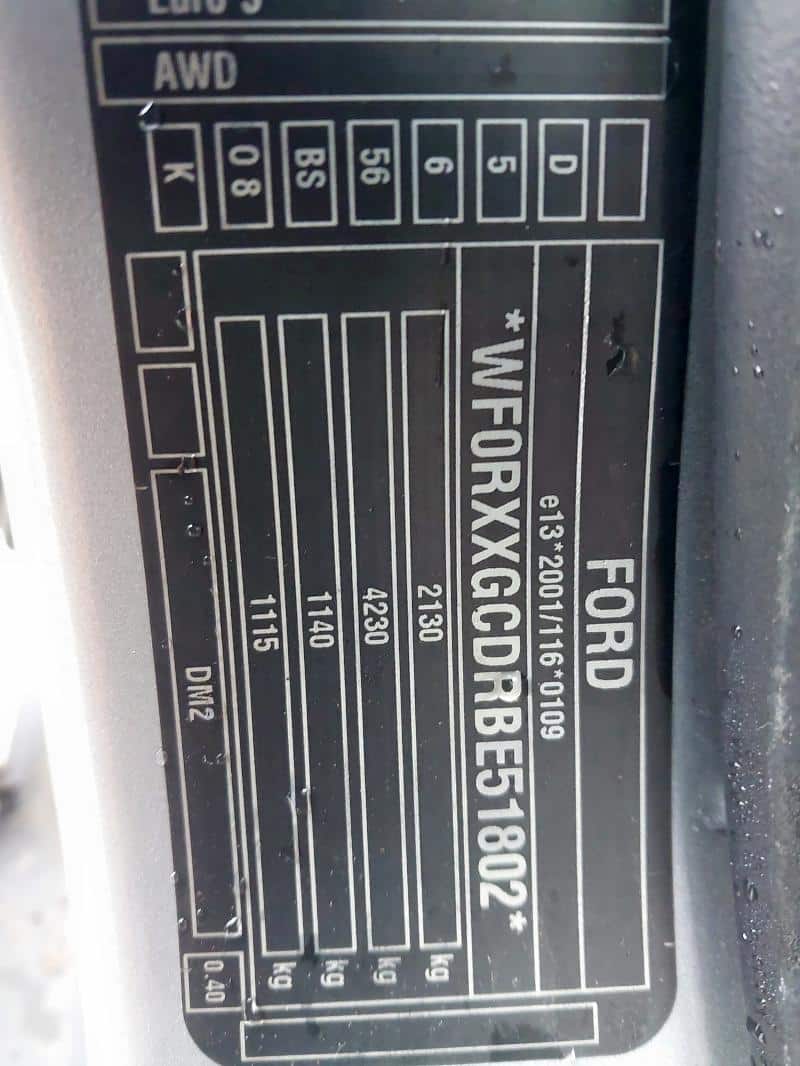 FORD
e13*2001/116*0109
*WF0RXXGCDRBE51802*
2130 kg
4230 kg
1140 kg
1115 kg
DM2 0.40
D
5
6
56
BS
O 8
K
AWD